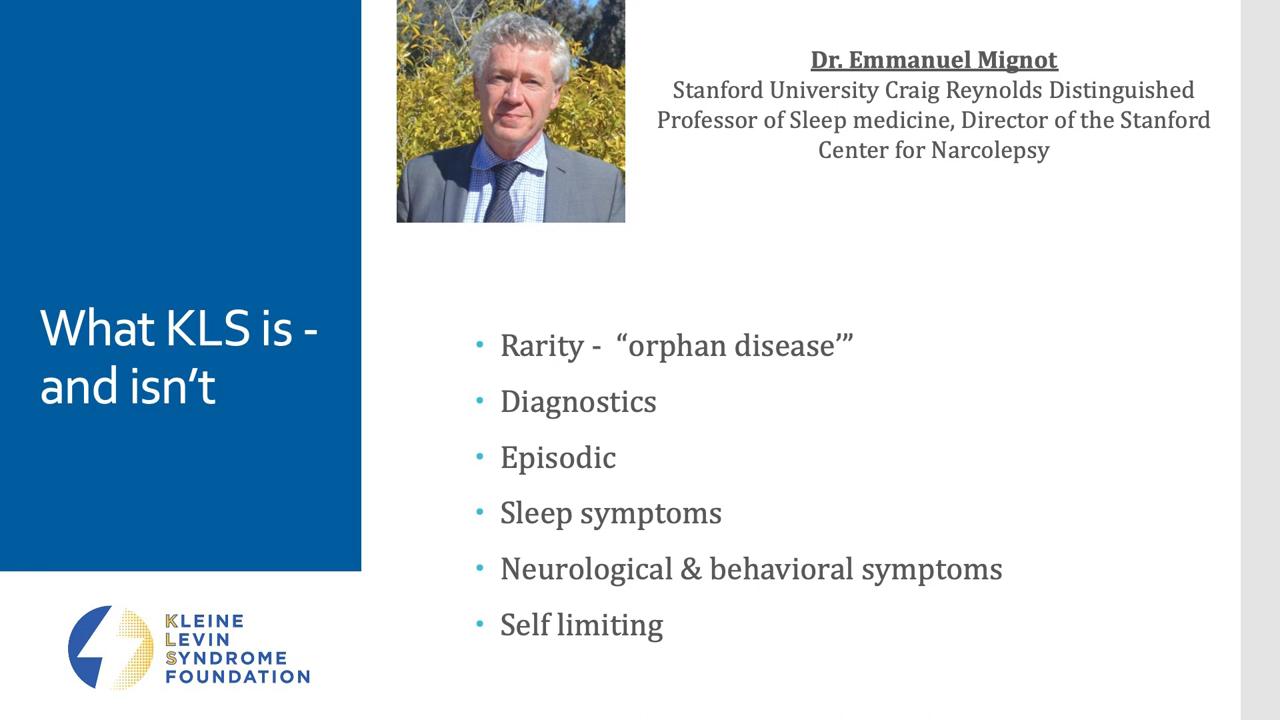 Dr. Emmanuel Mignot
Stanford University Craig Reynolds Distinguished
Professor of Sleep medicine, Director of the Stanford
Center for Narcolepsy
What KLS is -
and isn’t
• Rarity -  “orphan disease’”
• Diagnostics
• Episodic
• Sleep symptoms
• Neurological & behavioral symptoms
• Self limiting
KLEINE
LEVIN
SYNDROME
FOUNDATION